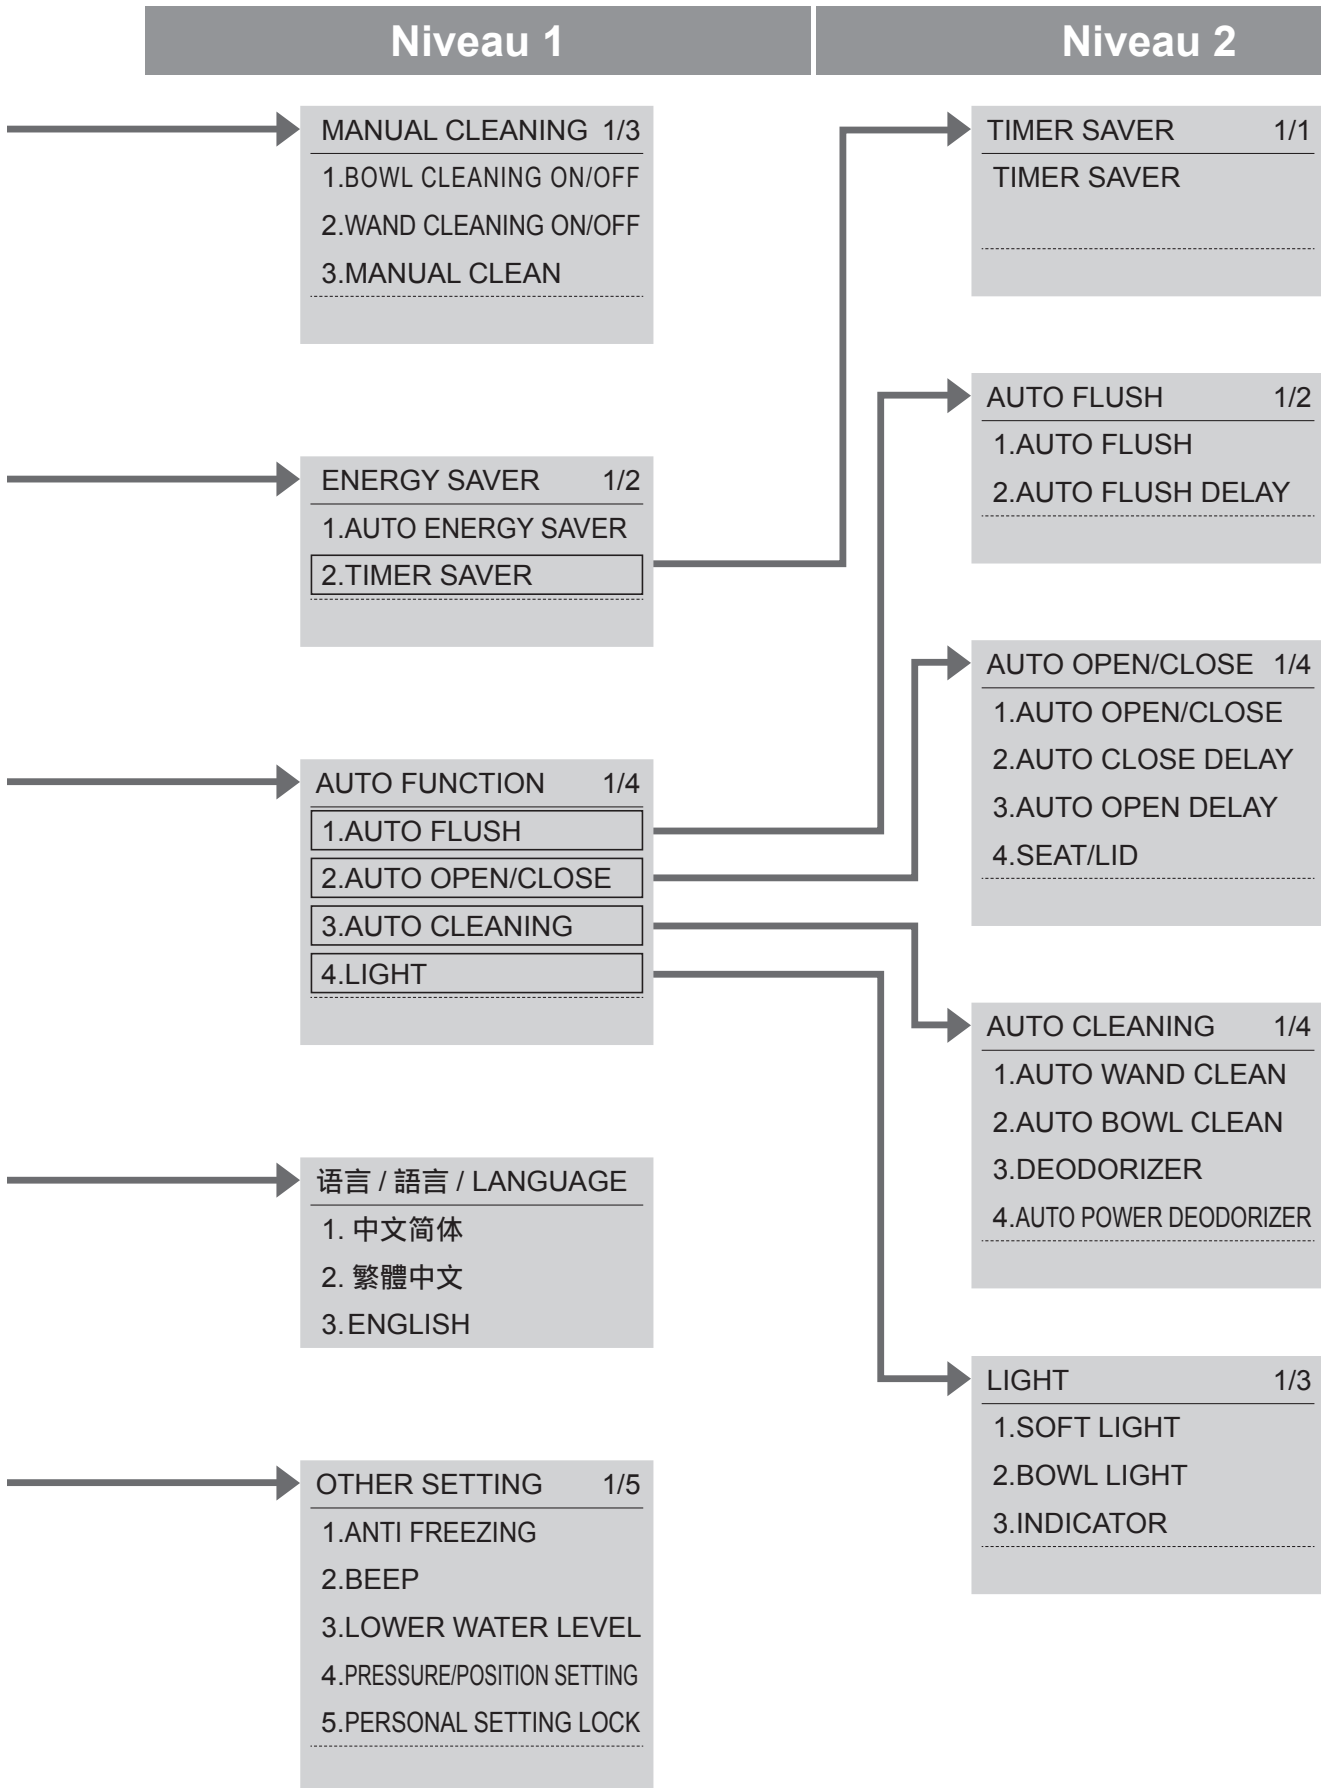 Niveau 1
Niveau 2
MANUAL CLEANING 1/3
1.BOWL CLEANING ON/OFF
2.WAND CLEANING ON/OFF
3.MANUAL CLEAN
ENERGY SAVER 1/2
1.AUTO ENERGY SAVER
2.TIMER SAVER
AUTO FUNCTION 1/4
1.AUTO FLUSH
2.AUTO OPEN/CLOSE
3.AUTO CLEANING
4.LIGHT
语言 / 語言 / LANGUAGE
1. 中文简体
2. 繁體中文
3.ENGLISH
OTHER SETTING 1/5
1.ANTI FREEZING
2.BEEP
3.LOWER WATER LEVEL
4.PRESSURE/POSITION SETTING
5.PERSONAL SETTING LOCK
TIMER SAVER 1/1
TIMER SAVER
AUTO FLUSH 1/2
1.AUTO FLUSH
2.AUTO FLUSH DELAY
AUTO OPEN/CLOSE 1/4
1.AUTO OPEN/CLOSE
2.AUTO CLOSE DELAY
3.AUTO OPEN DELAY
4.SEAT/LID
AUTO CLEANING 1/4
1.AUTO WAND CLEAN
2.AUTO BOWL CLEAN
3.DEODORIZER
4.AUTO POWER DEODORIZER
LIGHT 1/3
1.SOFT LIGHT
2.BOWL LIGHT
3.INDICATOR